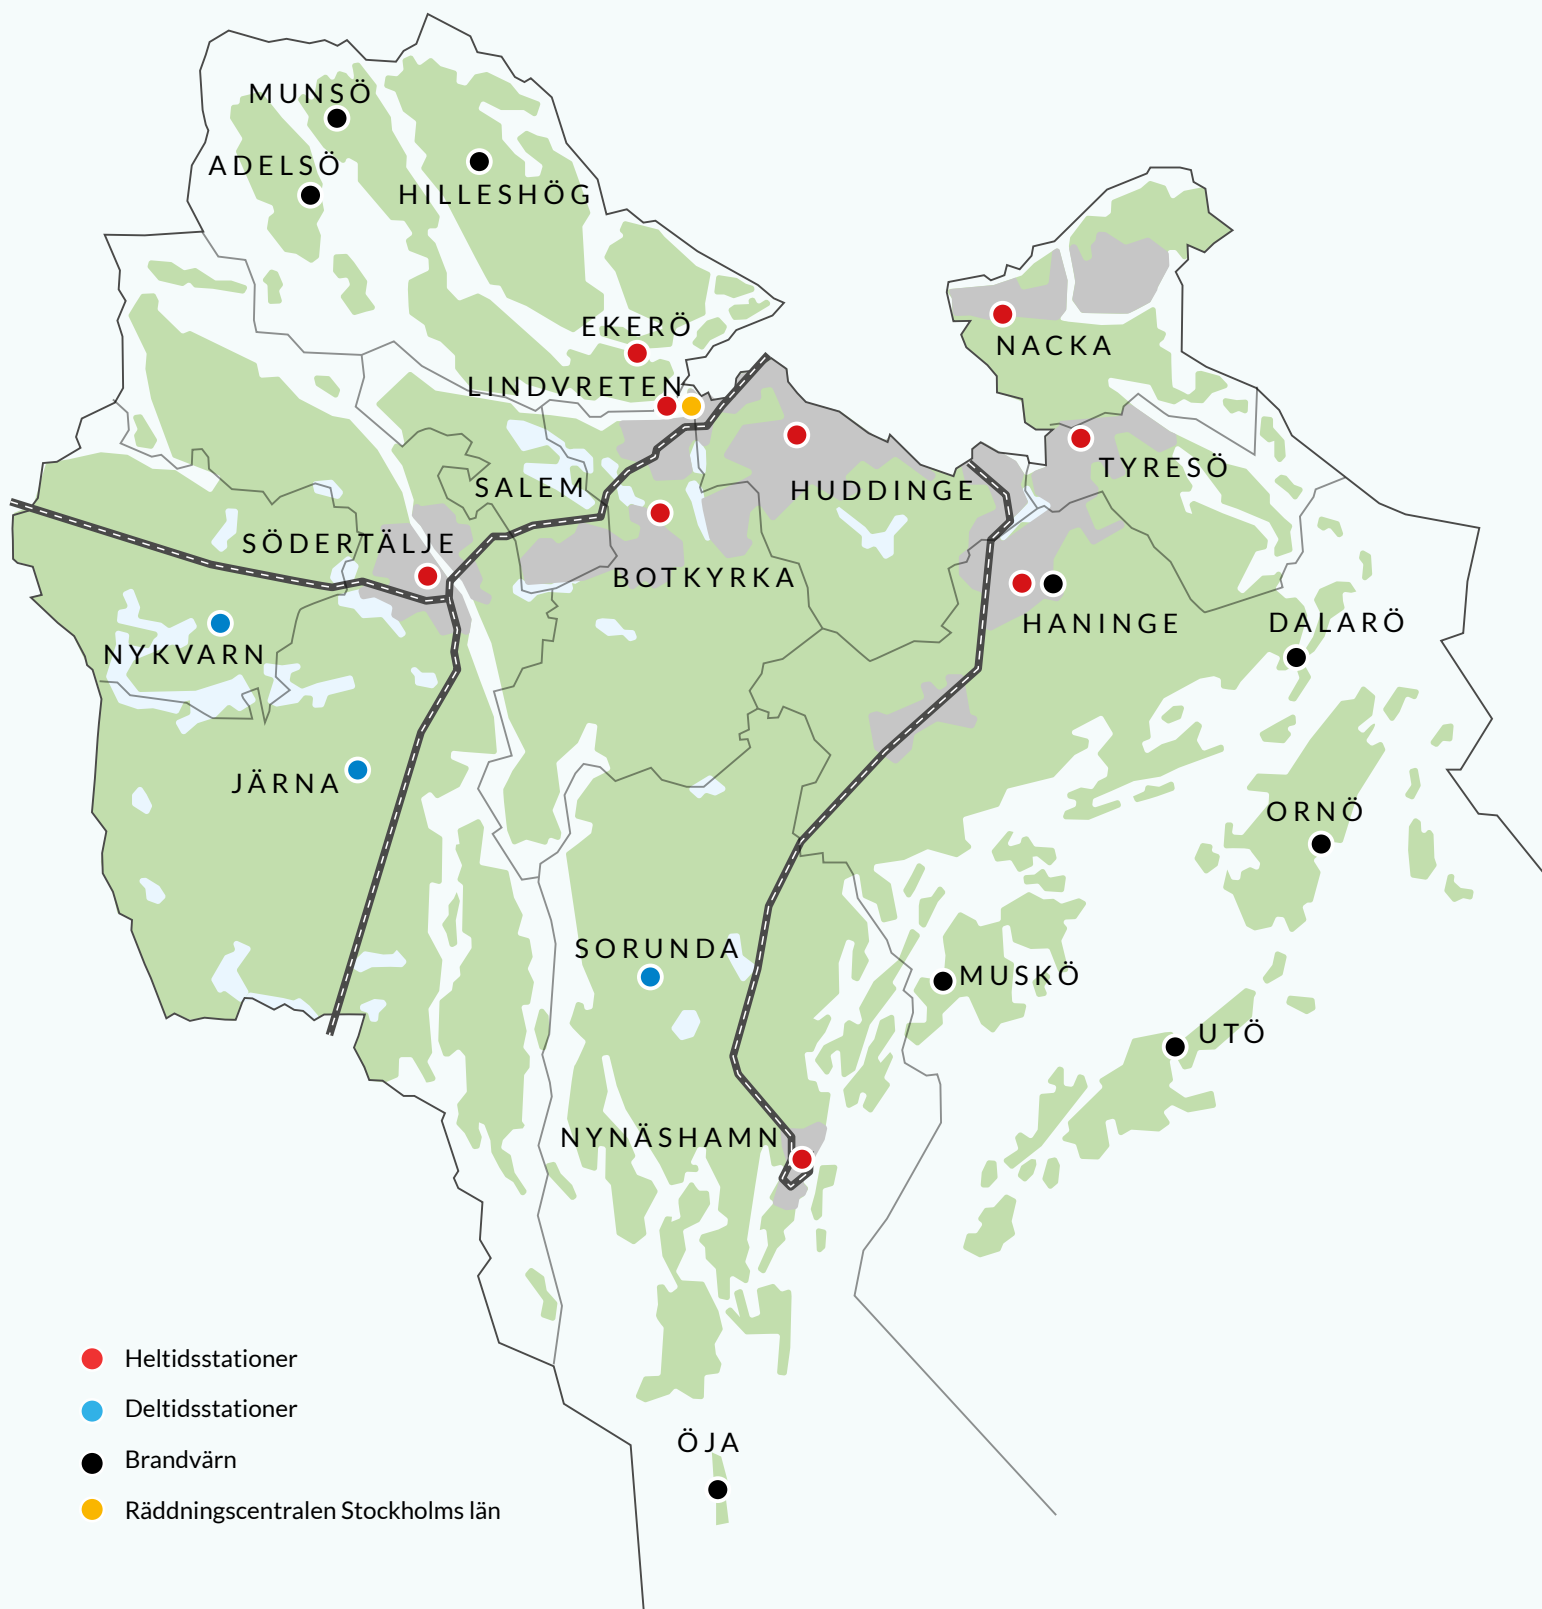 MUNSÖ
ADELSÖ
HILLESHÖG
EKERÖ
NACKA
LINDVRETEN
TYRESÖ
SALEM
HUDDINGE
SÖDERTÄLJE
BOTKYRKA
HANINGE
DALARÖ
NYKVARN
JÄRNA
ORNÖ
SORUNDA
MUSKÖ
UTÖ
NYNÄSHAMN
Heltidsstationer
Deltidsstationer
ÖJA
Brandvärn
Räddningscentralen Stockholms län